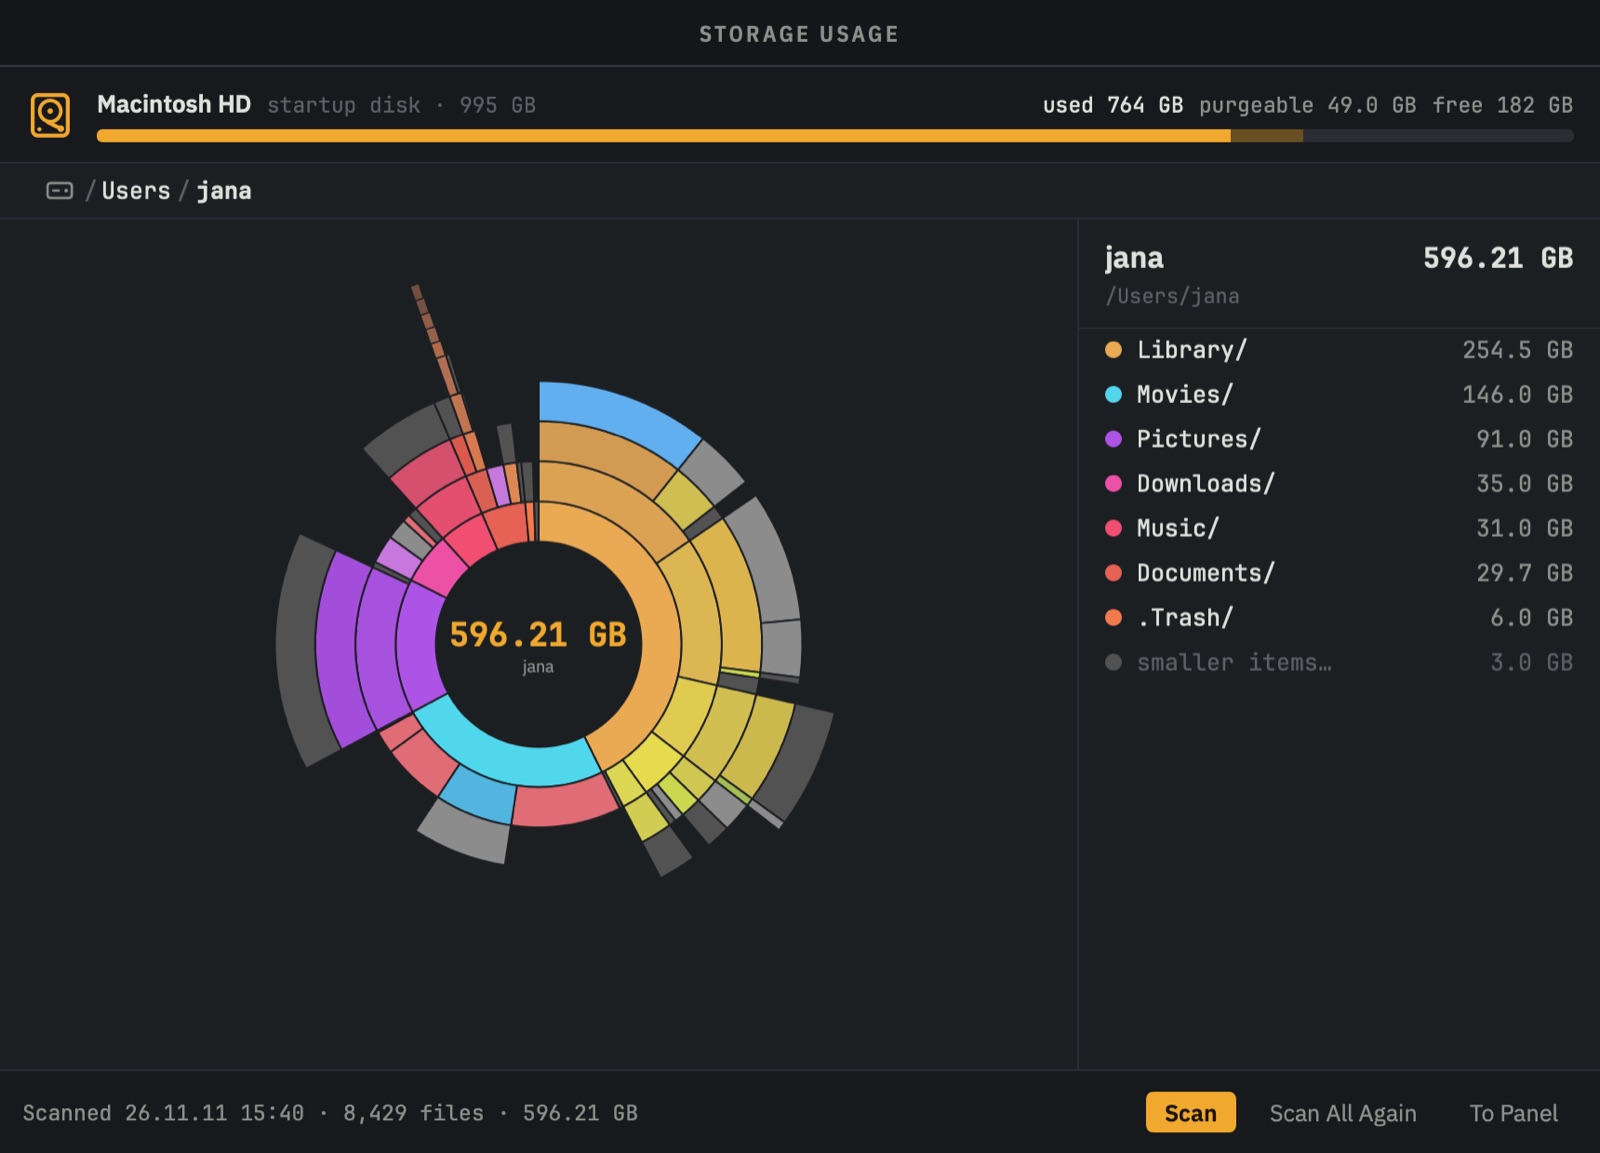 STORAGE USAGE
Macintosh HD startup disk · 995 GB used 764 GB purgeable 49.0 GB free 182 GB
/ Users / jana
jana 596.21 GB
/Users/jana
Library/ 254.5 GB
Movies/ 146.0 GB
Pictures/ 91.0 GB
Downloads/ 35.0 GB
Music/ 31.0 GB
Documents/ 29.7 GB
.Trash/ 6.0 GB
smaller items… 3.0 GB
596.21 GB
jana
Scanned 26.11.11 15:40 · 8,429 files · 596.21 GB Scan Scan All Again To Panel